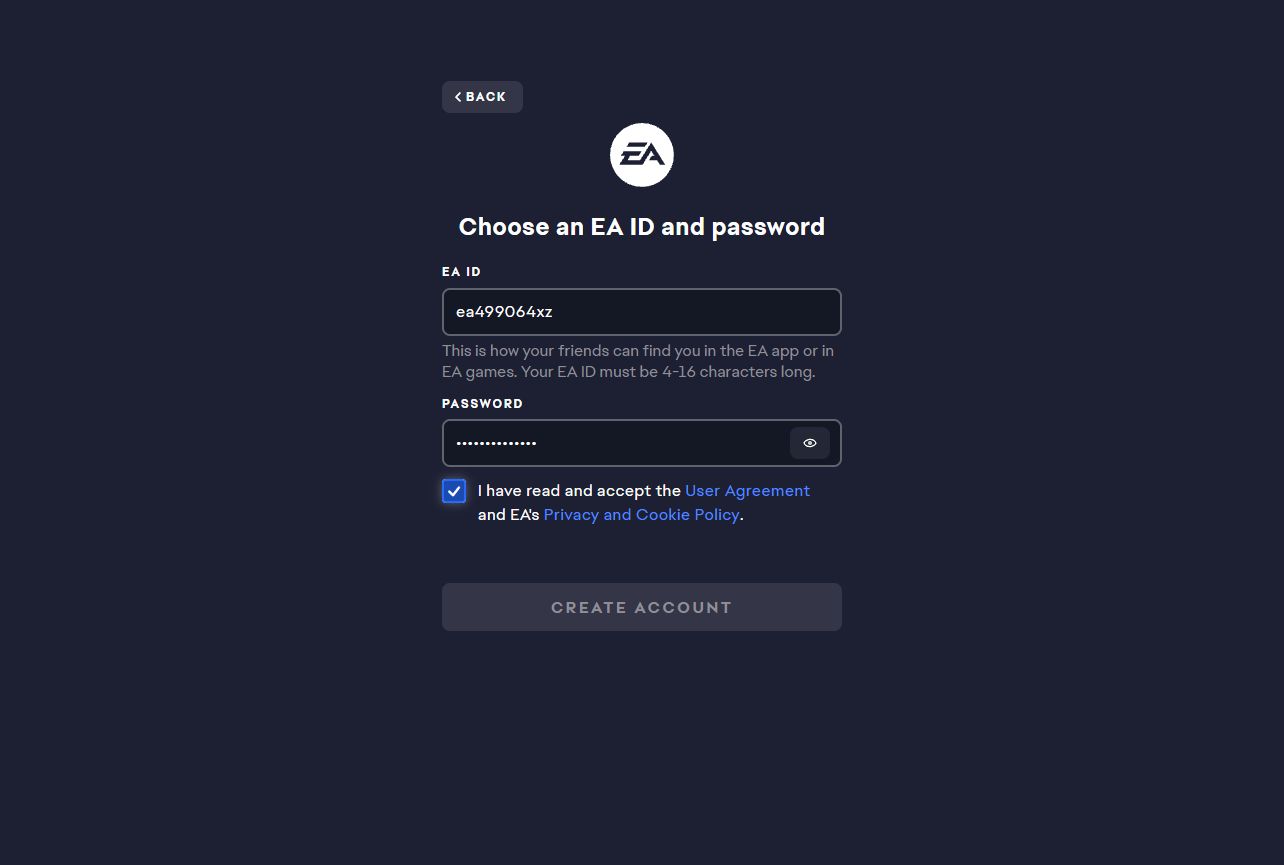 BACK
EA
Choose an EA ID and password
EA ID
ea499064xz
This is how your friends can find you in the EA app or in
EA games. Your EA ID must be 4-16 characters long.
PASSWORD
••••••••••••••
I have read and accept the User Agreement
and EA's Privacy and Cookie Policy.
CREATE ACCOUNT